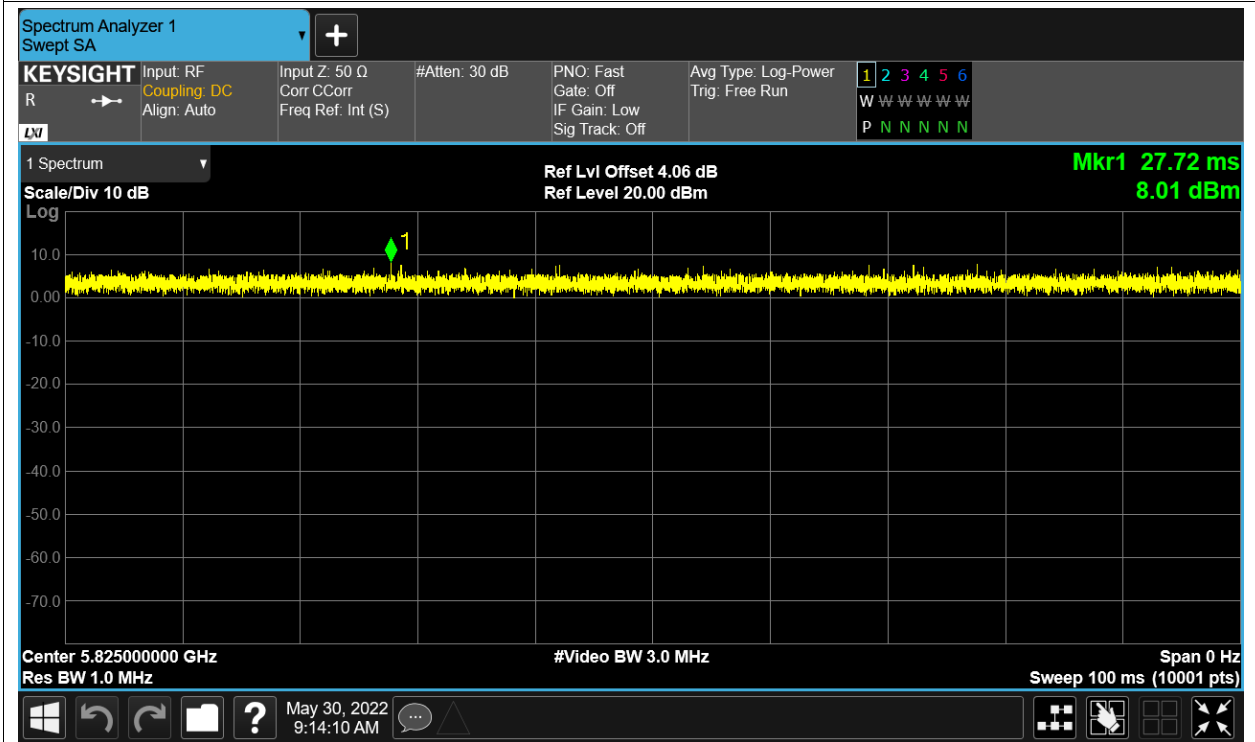 Spectrum Analyzer 1
Swept SA
+
KEYSIGHT
R
LXI
Input: RF
Coupling: DC
Align: Auto
Input Z: 50 Ω
Corr CCorr
Freq Ref: Int (S)
#Atten: 30 dB
PNO: Fast
Gate: Off
IF Gain: Low
Sig Track: Off
Avg Type: Log-Power
Trig: Free Run
1 2 3 4 5 6
W W W W W W
P N N N N N
1 Spectrum
Scale/Div 10 dB
Log
Ref Lvl Offset 4.06 dB
Ref Level 20.00 dBm
Mkr1 27.72 ms
8.01 dBm
1
10.0
0.00
-10.0
-20.0
-30.0
-40.0
-50.0
-60.0
-70.0
Center 5.825000000 GHz
Res BW 1.0 MHz
#Video BW 3.0 MHz
Span 0 Hz
Sweep 100 ms (10001 pts)
?
May 30, 2022
9:14:10 AM